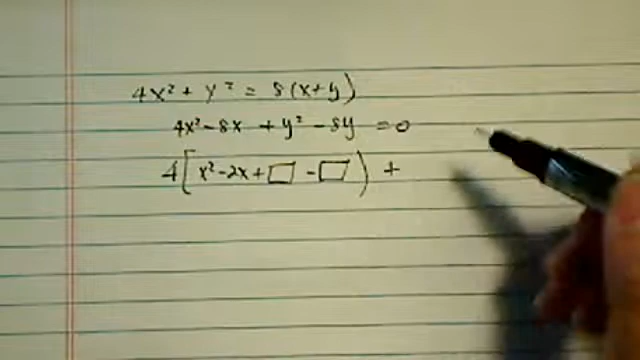 4x² + y² = 8(x+y)
4x² - 8x + y² - 8y = 0
4[x² - 2x + □ - □) +